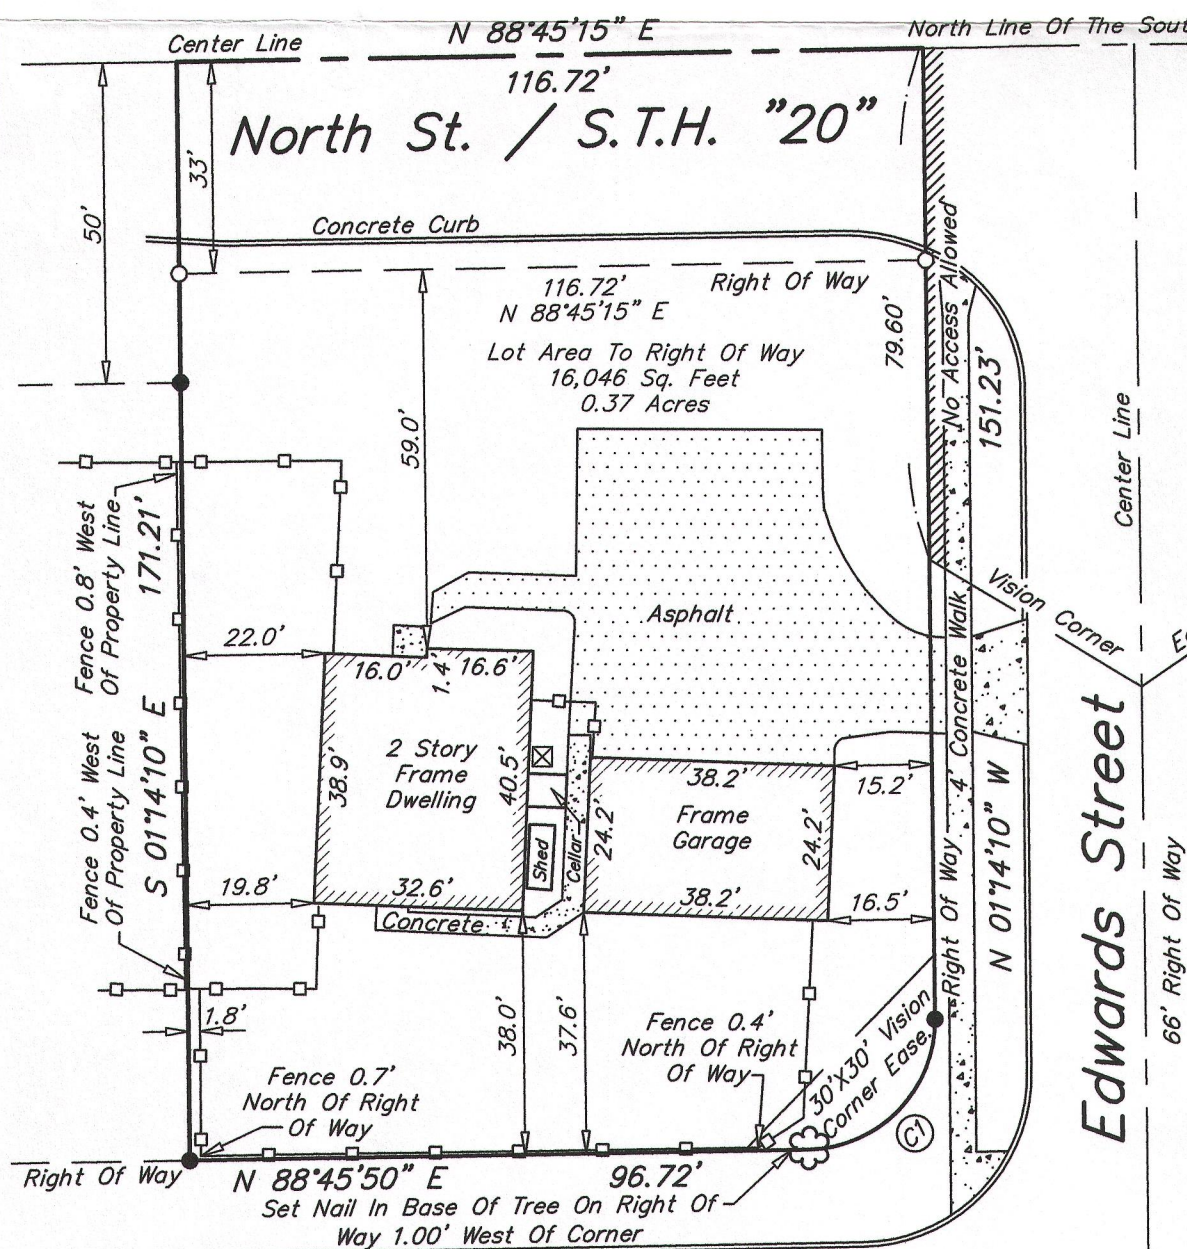 Center Line
N 88°45'15" E
North Line Of The Sout
116.72'
North St. / S.T.H. "20"
33'
50'
Concrete Curb
116.72'
N 88°45'15" E
Right Of Way
Lot Area To Right Of Way
16,046 Sq. Feet
0.37 Acres
79.60'
No Access Allowed
151.23'
Center Line
59.0'
Fence 0.8' West
Of Property Line
171.21'
Asphalt
Vision Corner
22.0'
16.0'
1.4'
16.6'
2 Story
Frame
Dwelling
38.9'
40.5'
38.2'
Frame
Garage
24.2'
24.2'
38.2'
15.2'
4' Concrete Walk
Fence 0.4' West
Of Property Line
S 01°14'10" E
Shed
Cellar
19.8'
32.6'
Concrete
16.5'
Right Of Way
N 01°14'10" W
Edwards Street
66' Right Of Way
1.8'
38.0'
37.6'
Fence 0.4'
North Of Right
Of Way
30'X30' Vision
Corner Ease.
Fence 0.7'
North Of Right
Of Way
C1
Right Of Way
N 88°45'50" E
96.72'
Set Nail In Base Of Tree On Right Of
Way 1.00' West Of Corner